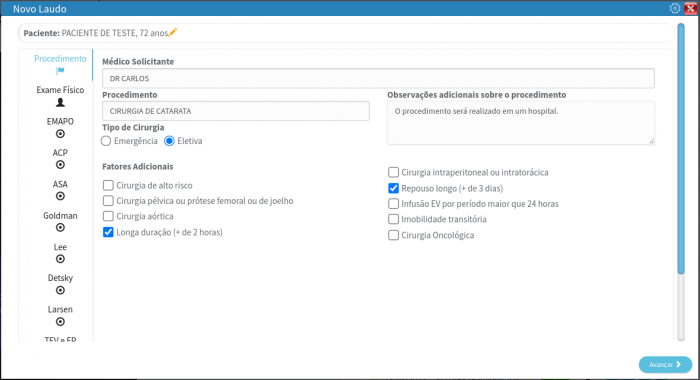 Novo Laudo
Paciente: PACIENTE DE TESTE, 72 anos
Procedimento
Exame Físico
EMAPO
ACP
ASA
Goldman
Lee
Detsky
Larsen
TEV e EP
Médico Solicitante
DR CARLOS
Procedimento
CIRURGIA DE CATARATA
Observações adicionais sobre o procedimento
O procedimento será realizado em um hospital.
Tipo de Cirurgia
Emergência Eletiva
Fatores Adicionais
Cirurgia de alto risco
Cirurgia pélvica ou prótese femoral ou de joelho
Cirurgia aórtica
Longa duração (+ de 2 horas)
Cirurgia intraperitoneal ou intratorácica
Repouso longo (+ de 3 dias)
Infusão EV por período maior que 24 horas
Imobilidade transitória
Cirurgia Oncológica
Avançar